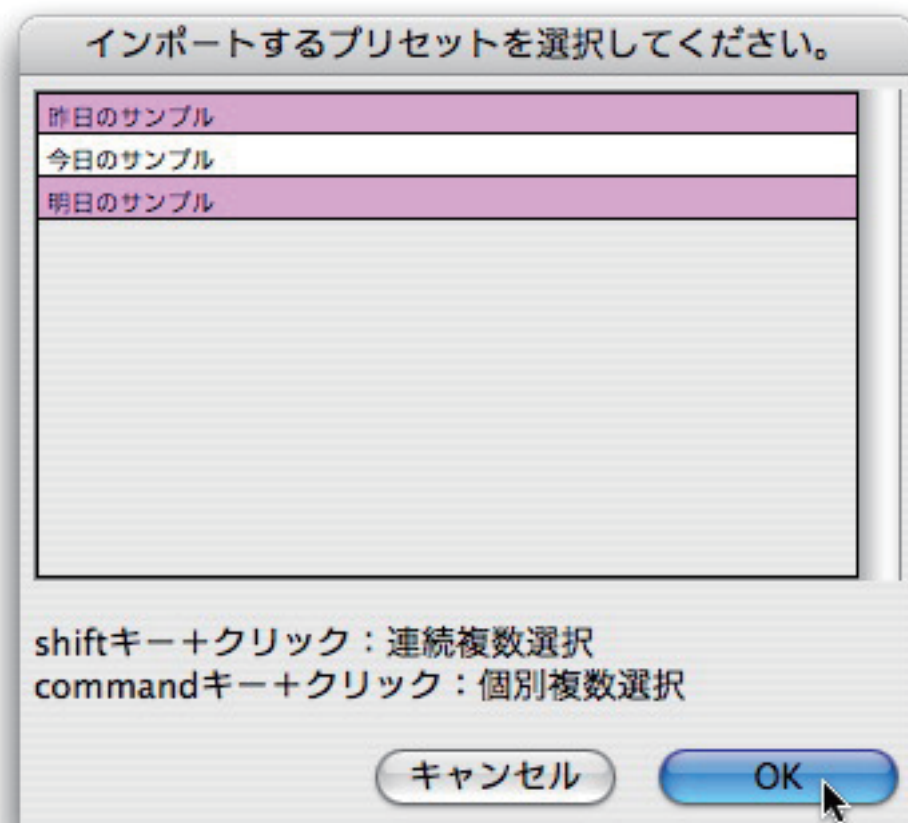 インポートするプリセットを選択してください。
昨日のサンプル
今日のサンプル
明日のサンプル
shiftキー+クリック：連続複数選択
commandキー+クリック：個別複数選択
キャンセル OK